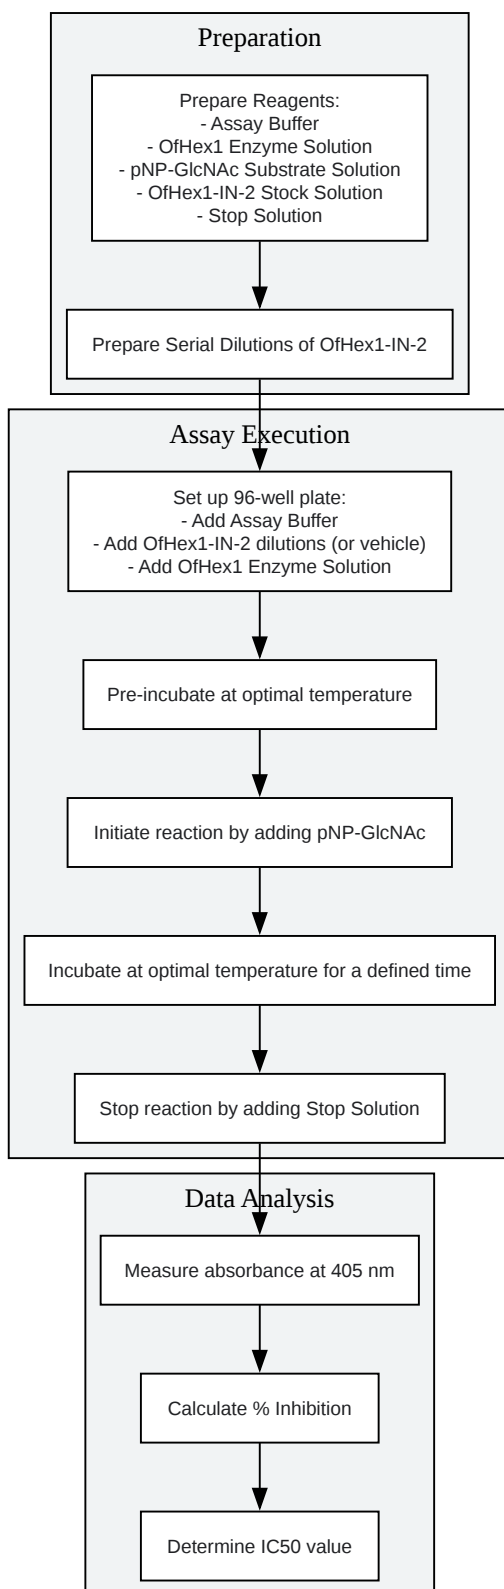 Preparation
Prepare Reagents:
- Assay Buffer
- OfHex1 Enzyme Solution
- pNP-GlcNAc Substrate Solution
- OfHex1-IN-2 Stock Solution
- Stop Solution
Prepare Serial Dilutions of OfHex1-IN-2
Assay Execution
Set up 96-well plate:
- Add Assay Buffer
- Add OfHex1-IN-2 dilutions (or vehicle)
- Add OfHex1 Enzyme Solution
Pre-incubate at optimal temperature
Initiate reaction by adding pNP-GlcNAc
Incubate at optimal temperature for a defined time
Stop reaction by adding Stop Solution
Data Analysis
Measure absorbance at 405 nm
Calculate % Inhibition
Determine IC50 value